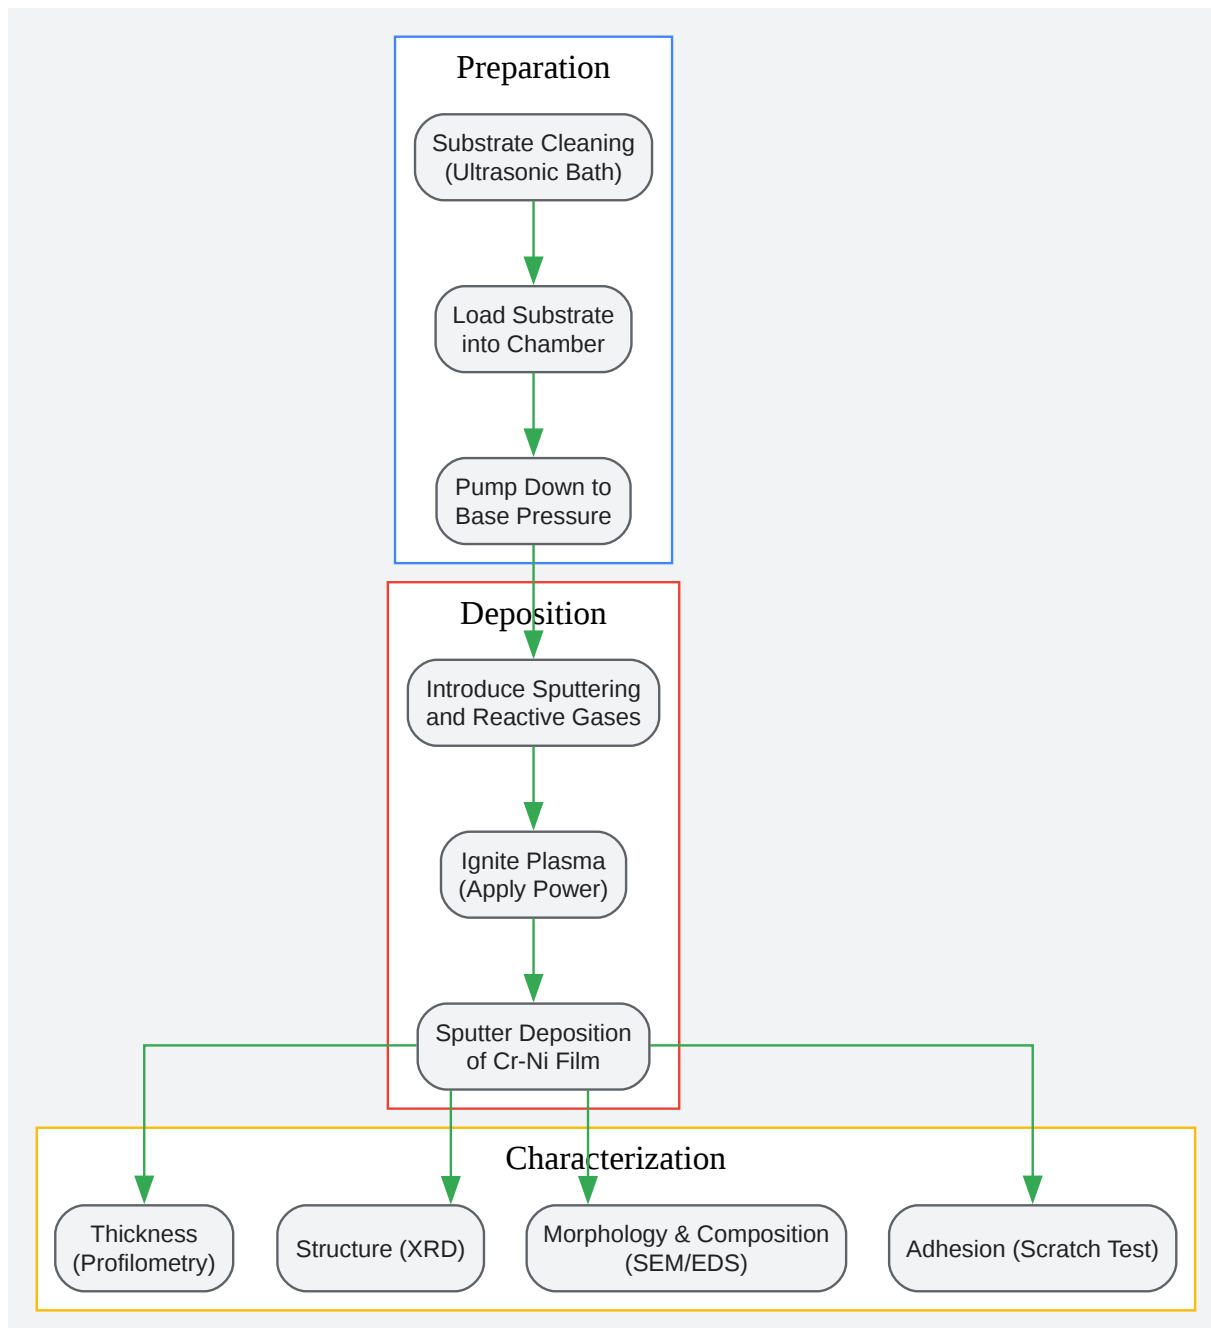 Preparation
Substrate Cleaning
(Ultrasonic Bath)
Load Substrate
into Chamber
Pump Down to
Base Pressure
Deposition
Introduce Sputtering
and Reactive Gases
Ignite Plasma
(Apply Power)
Sputter Deposition
of Cr-Ni Film
Characterization
Thickness
(Profilometry)
Structure (XRD)
Morphology & Composition
(SEM/EDS)
Adhesion (Scratch Test)